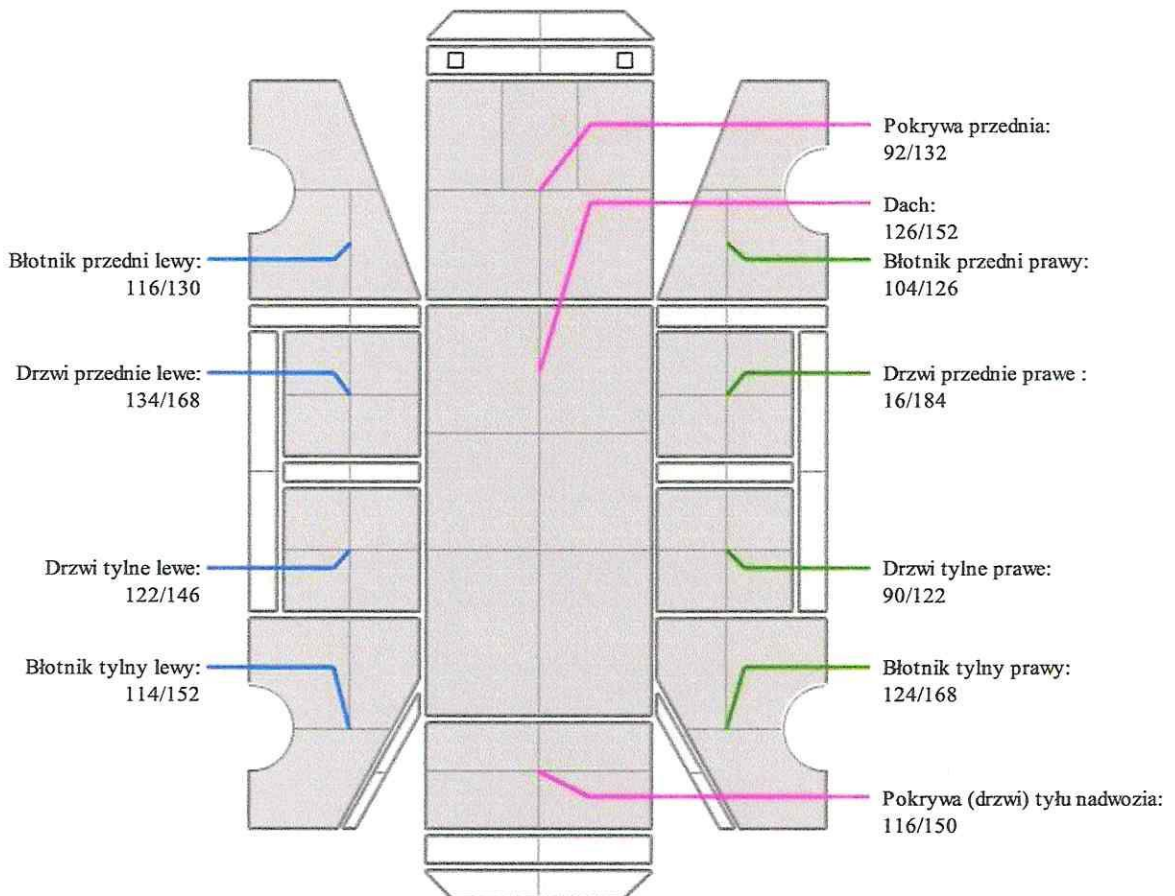 Pokrywa przednia:
92/132
Dach:
126/152
Błotnik przedni lewy:
116/130
Błotnik przedni prawy:
104/126
Drzwi przednie lewe:
134/168
Drzwi przednie prawe :
16/184
Drzwi tylne lewe:
122/146
Drzwi tylne prawe:
90/122
Błotnik tylny lewy:
114/152
Błotnik tylny prawy:
124/168
Pokrywa (drzwi) tyłu nadwozia:
116/150